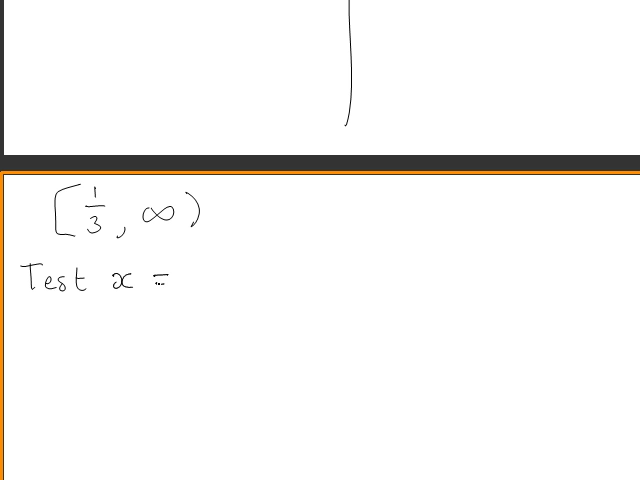 [1/3, ∞)
Test x =